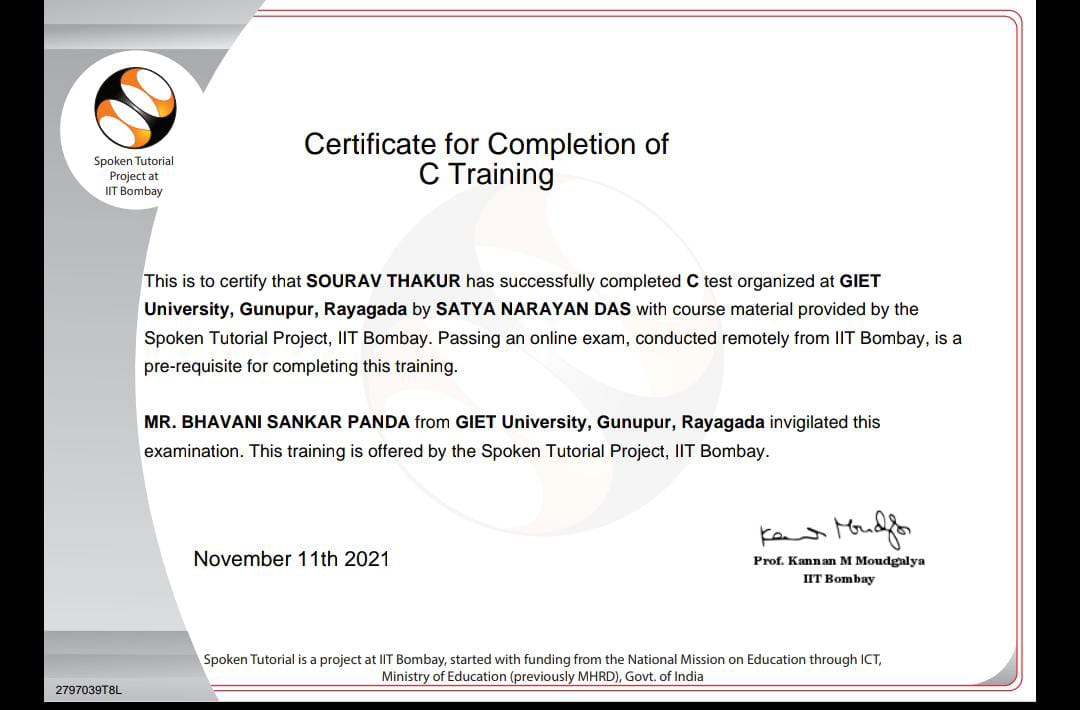 Spoken Tutorial
Project at
IIT Bombay
Certificate for Completion of
C Training
This is to certify that SOURAV THAKUR has successfully completed C test organized at GIET
University, Gunupur, Rayagada by SATYA NARAYAN DAS with course material provided by the
Spoken Tutorial Project, IIT Bombay. Passing an online exam, conducted remotely from IIT Bombay, is a
pre-requisite for completing this training.
MR. BHAVANI SANKAR PANDA from GIET University, Gunupur, Rayagada invigilated this
examination. This training is offered by the Spoken Tutorial Project, IIT Bombay.
November 11th 2021
Kannan Moudgalya
Prof. Kannan M Moudgalya
IIT Bombay
Spoken Tutorial is a project at IIT Bombay, started with funding from the National Mission on Education through ICT,
Ministry of Education (previously MHRD), Govt. of India
2797039T8L